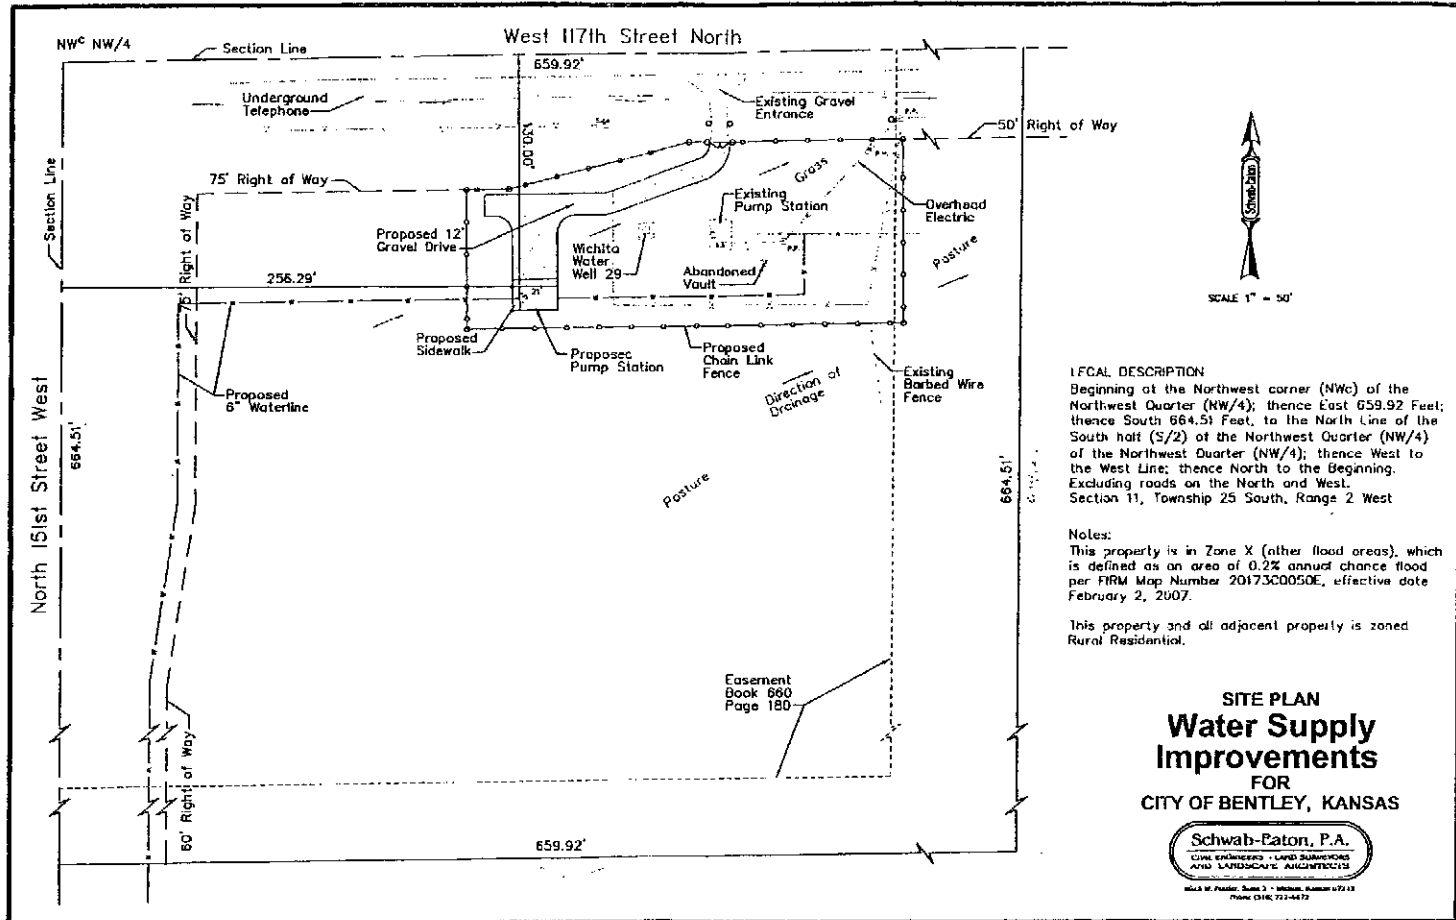 West 117th Street North
NWc NW/4
Section Line
659.92'
Underground
Telephone
Existing Gravel
Entrance
130.00'
50' Right of Way
75' Right of Way
Grass
Section Line
75' Right of Way
Existing
Pump Station
Overhead
Electric
Proposed 12'
Gravel Drive
Wichita
Water
Well 29
Abandoned
Vault
P.P.
Pasture
256.29'
21'
Proposed
Sidewalk
Proposed
Pump Station
Proposed
Chain Link
Fence
Existing
Barbed Wire
Fence
Direction of
Drainage
Proposed
6" Waterline
North 151st Street West
664.51'
Pasture
664.51'
Easement
Book 660
Page 180
60' Right of Way
659.92'
Schwab-Eaton
SCALE 1" = 50'
LEGAL DESCRIPTION
Beginning at the Northwest corner (NWc) of the
Northwest Quarter (NW/4); thence East 659.92 Feet;
thence South 664.51 Feet, to the North Line of the
South half (S/2) of the Northwest Quarter (NW/4)
of the Northwest Quarter (NW/4); thence West to
the West Line; thence North to the Beginning.
Excluding roads on the North and West.
Section 11, Township 25 South, Range 2 West
Notes:
This property is in Zone X (other flood areas), which
is defined as an area of 0.2% annual chance flood
per FIRM Map Number 20173C0050E, effective date
February 2, 2007.
This property and all adjacent property is zoned
Rural Residential.
SITE PLAN
Water Supply
Improvements
FOR
CITY OF BENTLEY, KANSAS
Schwab-Eaton, P.A.
CIVIL ENGINEERS - LAND SURVEYORS
AND LANDSCAPE ARCHITECTS